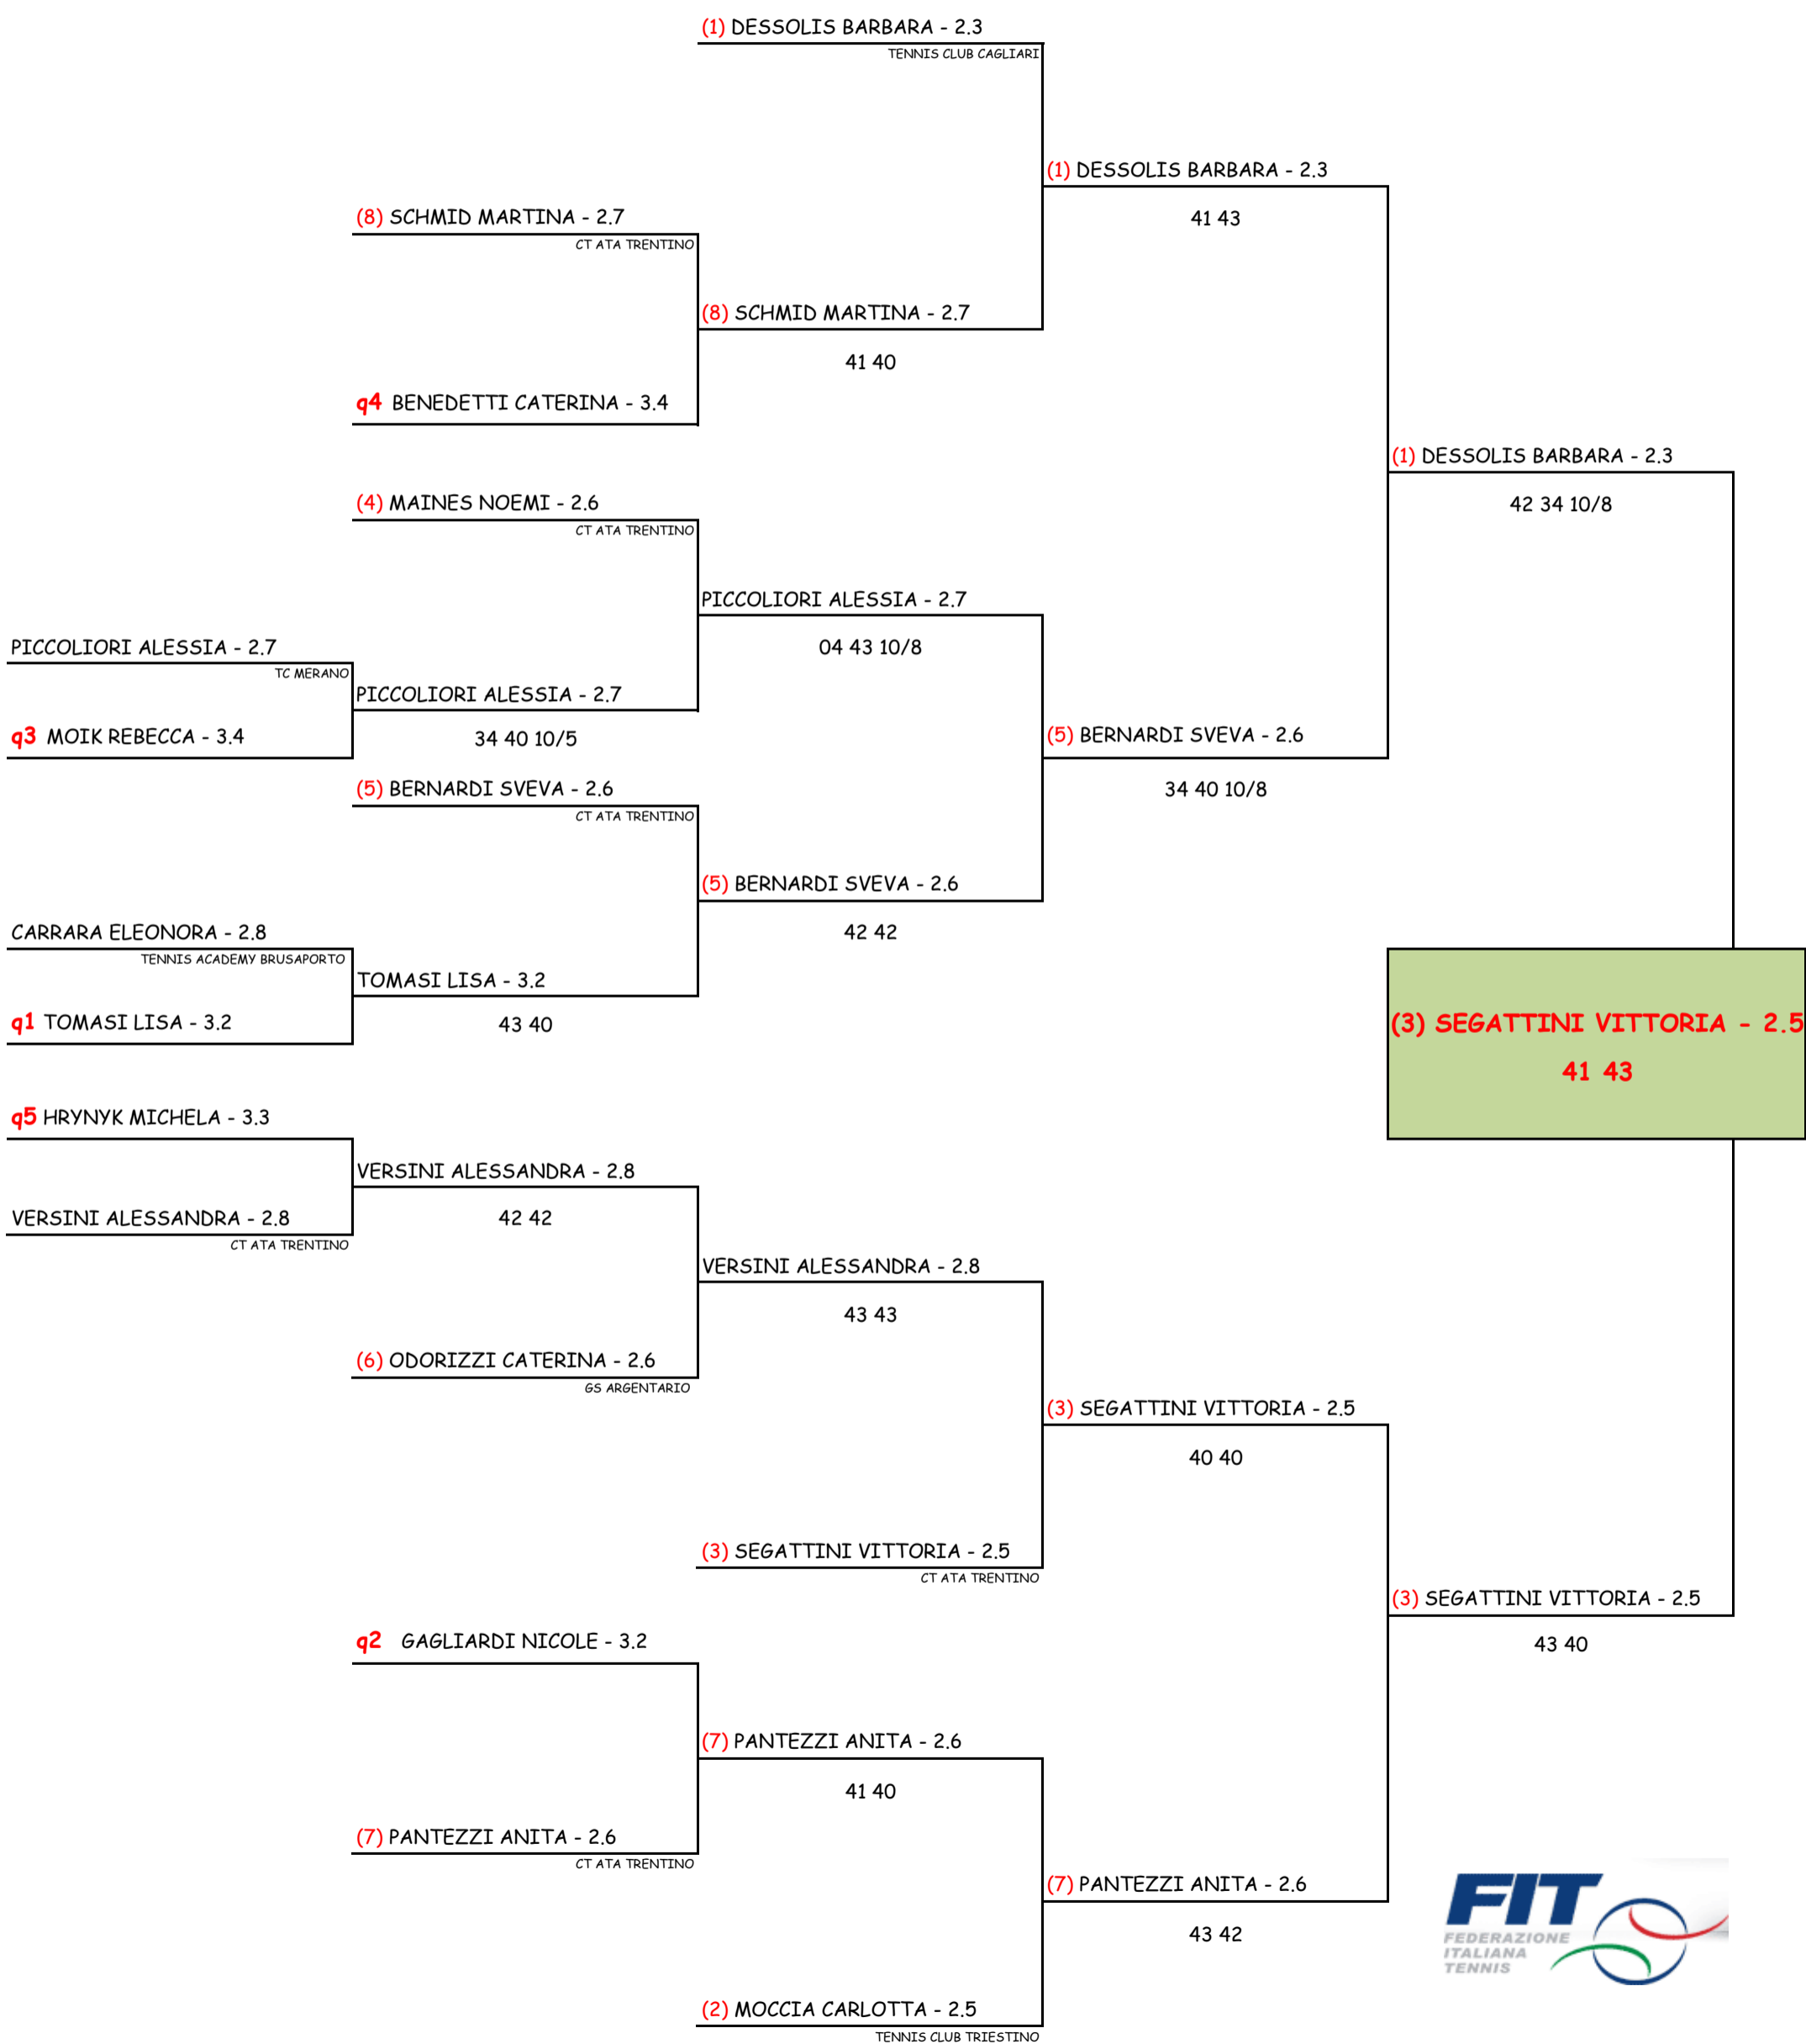 (1) DESSOLIS BARBARA - 2.3
TENNIS CLUB CAGLIARI
(1) DESSOLIS BARBARA - 2.3
41 43
(8) SCHMID MARTINA - 2.7
CT ATA TRENTINO
(8) SCHMID MARTINA - 2.7
41 40
q4 BENEDETTI CATERINA - 3.4
(1) DESSOLIS BARBARA - 2.3
42 34 10/8
(4) MAINES NOEMI - 2.6
CT ATA TRENTINO
PICCOLIORI ALESSIA - 2.7
04 43 10/8
PICCOLIORI ALESSIA - 2.7
TC MERANO
PICCOLIORI ALESSIA - 2.7
34 40 10/5
q3 MOIK REBECCA - 3.4
(5) BERNARDI SVEVA - 2.6
34 40 10/8
(5) BERNARDI SVEVA - 2.6
CT ATA TRENTINO
(5) BERNARDI SVEVA - 2.6
42 42
CARRARA ELEONORA - 2.8
TENNIS ACADEMY BRUSAPORTO
TOMASI LISA - 3.2
43 40
q1 TOMASI LISA - 3.2
(3) SEGATTINI VITTORIA - 2.5
41 43
q5 HRYNYK MICHELA - 3.3
VERSINI ALESSANDRA - 2.8
42 42
VERSINI ALESSANDRA - 2.8
CT ATA TRENTINO
VERSINI ALESSANDRA - 2.8
43 43
(6) ODORIZZI CATERINA - 2.6
GS ARGENTARIO
(3) SEGATTINI VITTORIA - 2.5
40 40
(3) SEGATTINI VITTORIA - 2.5
CT ATA TRENTINO
(3) SEGATTINI VITTORIA - 2.5
43 40
q2 GAGLIARDI NICOLE - 3.2
(7) PANTEZZI ANITA - 2.6
41 40
(7) PANTEZZI ANITA - 2.6
CT ATA TRENTINO
(7) PANTEZZI ANITA - 2.6
43 42
(2) MOCCIA CARLOTTA - 2.5
TENNIS CLUB TRIESTINO
FIT
FEDERAZIONE
ITALIANA
TENNIS